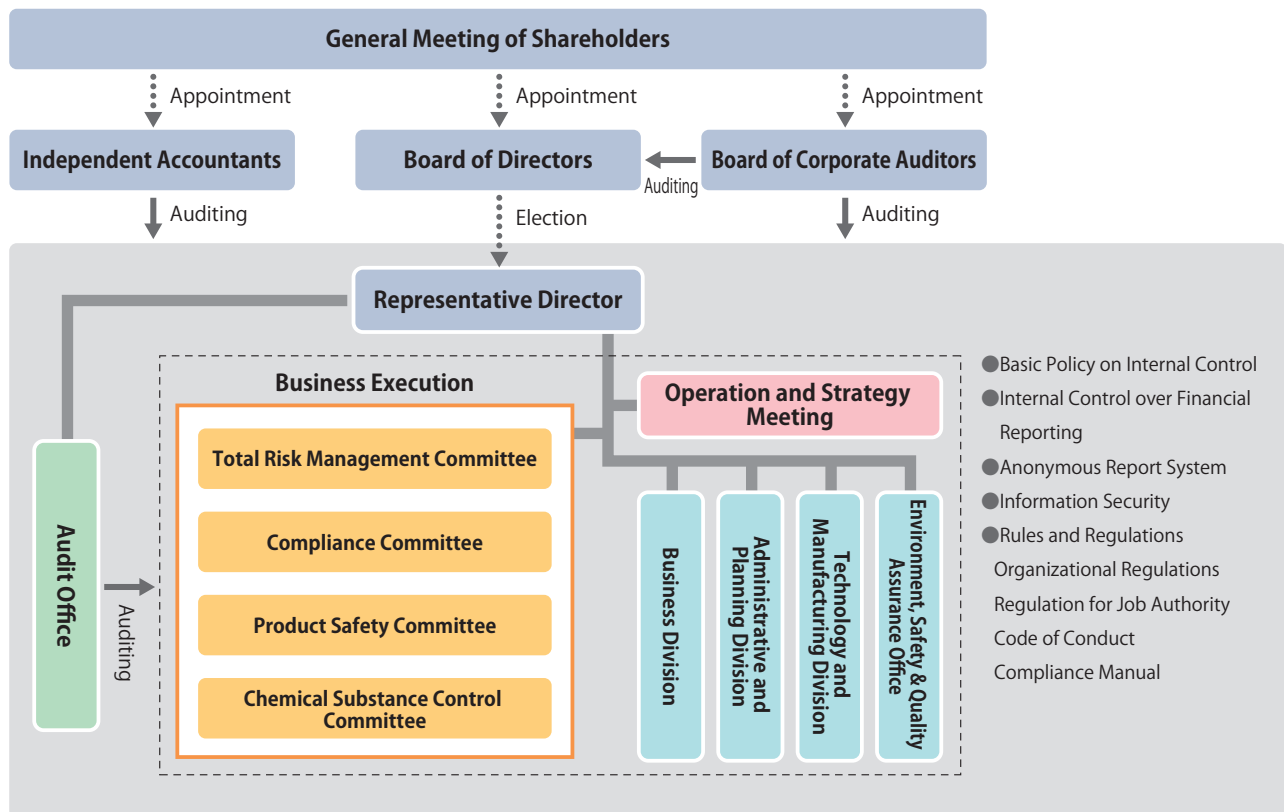 General Meeting of Shareholders
Appointment
Appointment
Appointment
Independent Accountants
Board of Directors
Board of Corporate Auditors
Auditing
Auditing
Election
Auditing
Representative Director
Business Execution
Operation and Strategy
Meeting
Total Risk Management Committee
Compliance Committee
Product Safety Committee
Chemical Substance Control
Committee
Audit Office
Auditing
Business Division
Administrative and
Planning Division
Technology and
Manufacturing Division
Environment, Safety & Quality
Assurance Office
●Basic Policy on Internal Control
●Internal Control over Financial
Reporting
●Anonymous Report System
●Information Security
●Rules and Regulations
Organizational Regulations
Regulation for Job Authority
Code of Conduct
Compliance Manual